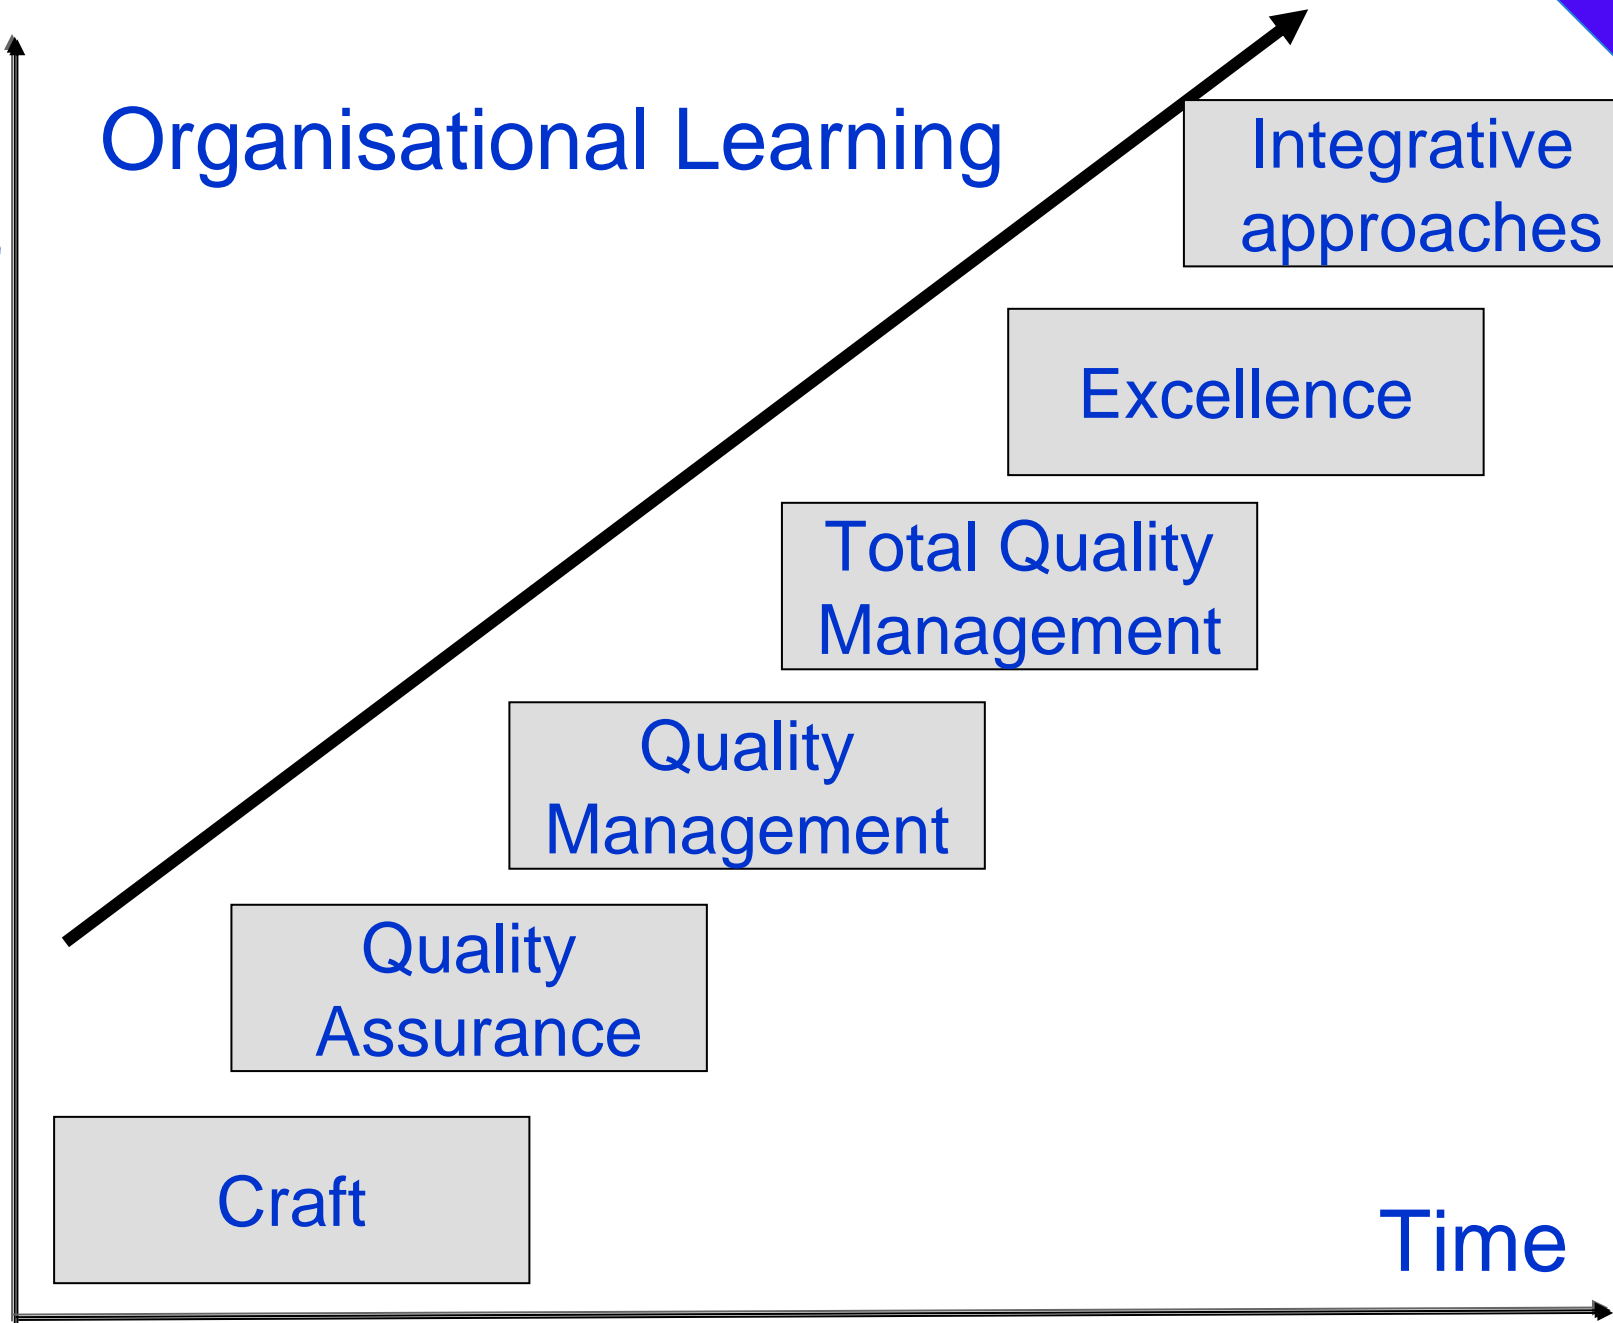 Organisational Learning
Integrative
approaches
Excellence
Total Quality
Management
Quality
Management
Quality
Assurance
Craft
Time